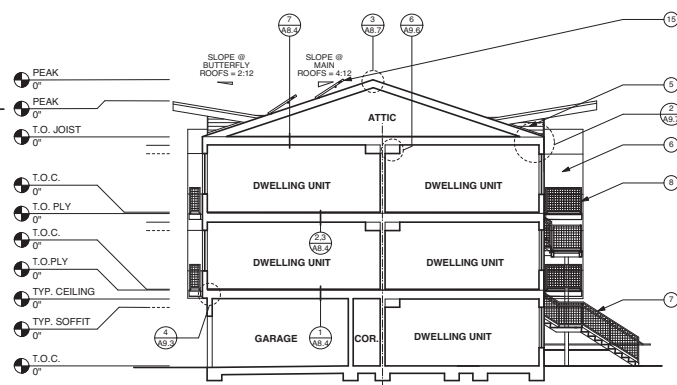 7
A8.4
3
A8.7
6
A9.6
15
SLOPE @
BUTTERFLY
ROOFS = 2:12
SLOPE @
MAIN
ROOFS = 4:12
PEAK
0"
5
PEAK
0"
2
A9.7
ATTIC
T.O. JOIST
0"
6
T.O.C.
0"
DWELLING UNIT
DWELLING UNIT
8
T.O. PLY
0"
T.O.C.
0"
2,3
A8.4
DWELLING UNIT
DWELLING UNIT
T.O.PLY
0"
TYP. CEILING
0"
7
TYP. SOFFIT
0"
4
A9.3
GARAGE
1
A8.4
COR.
DWELLING UNIT
T.O.C.
0"